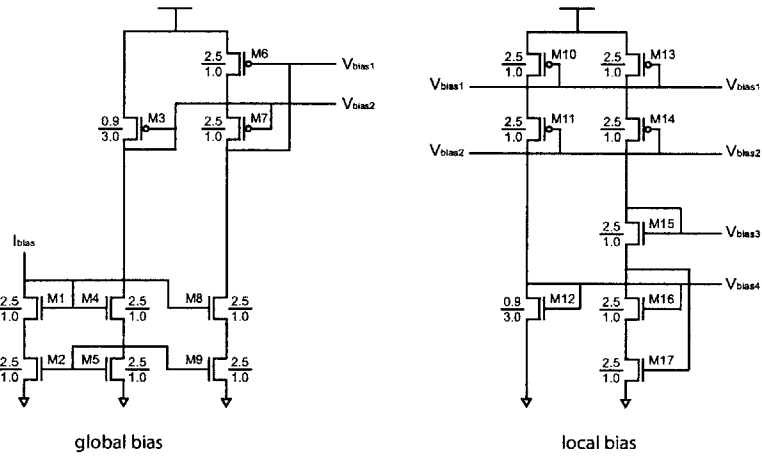 2.5
1.0
M6
Vbias1
Vbias2
0.9
3.0
M3
2.5
1.0
M7
Ibias
2.5
1.0
M1
M4
2.5
1.0
M8
2.5
1.0
2.5
1.0
M2
M5
2.5
1.0
M9
2.5
1.0
global bias
2.5
1.0
M10
2.5
1.0
M13
Vbias1
Vbias1
2.5
1.0
M11
2.5
1.0
M14
Vbias2
Vbias2
2.5
1.0
M15
Vbias3
Vbias4
0.9
3.0
M12
2.5
1.0
M16
2.5
1.0
M17
local bias